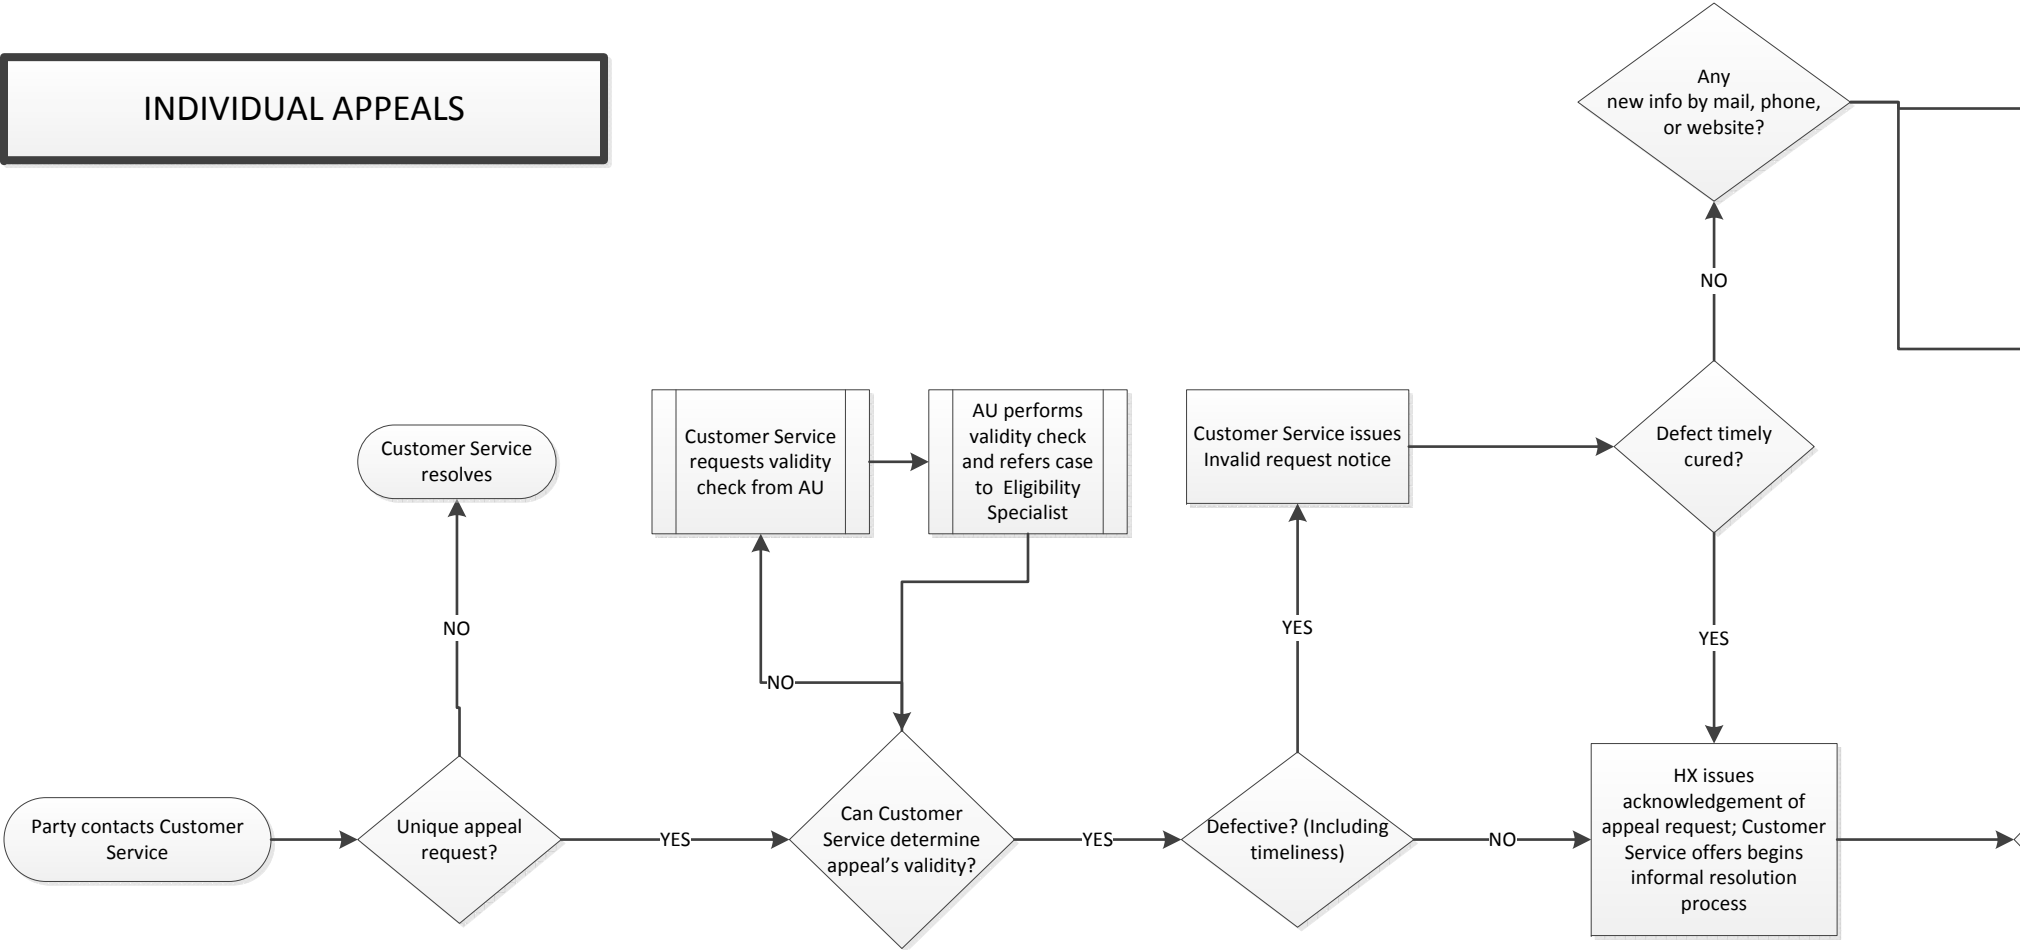 INDIVIDUAL APPEALS
Any
new info by mail, phone,
or website?
NO
Customer Service
resolves
Customer Service
requests validity
check from AU
AU performs
validity check
and refers case
to  Eligibility
Specialist
Customer Service issues
Invalid request notice
Defect timely
cured?
NO
YES
YES
NO
Party contacts Customer
Service
Unique appeal
request?
YES
Can Customer
Service determine
appeal’s validity?
YES
Defective? (Including
timeliness)
NO
HX issues
acknowledgement of
appeal request; Customer
Service offers begins
informal resolution
process